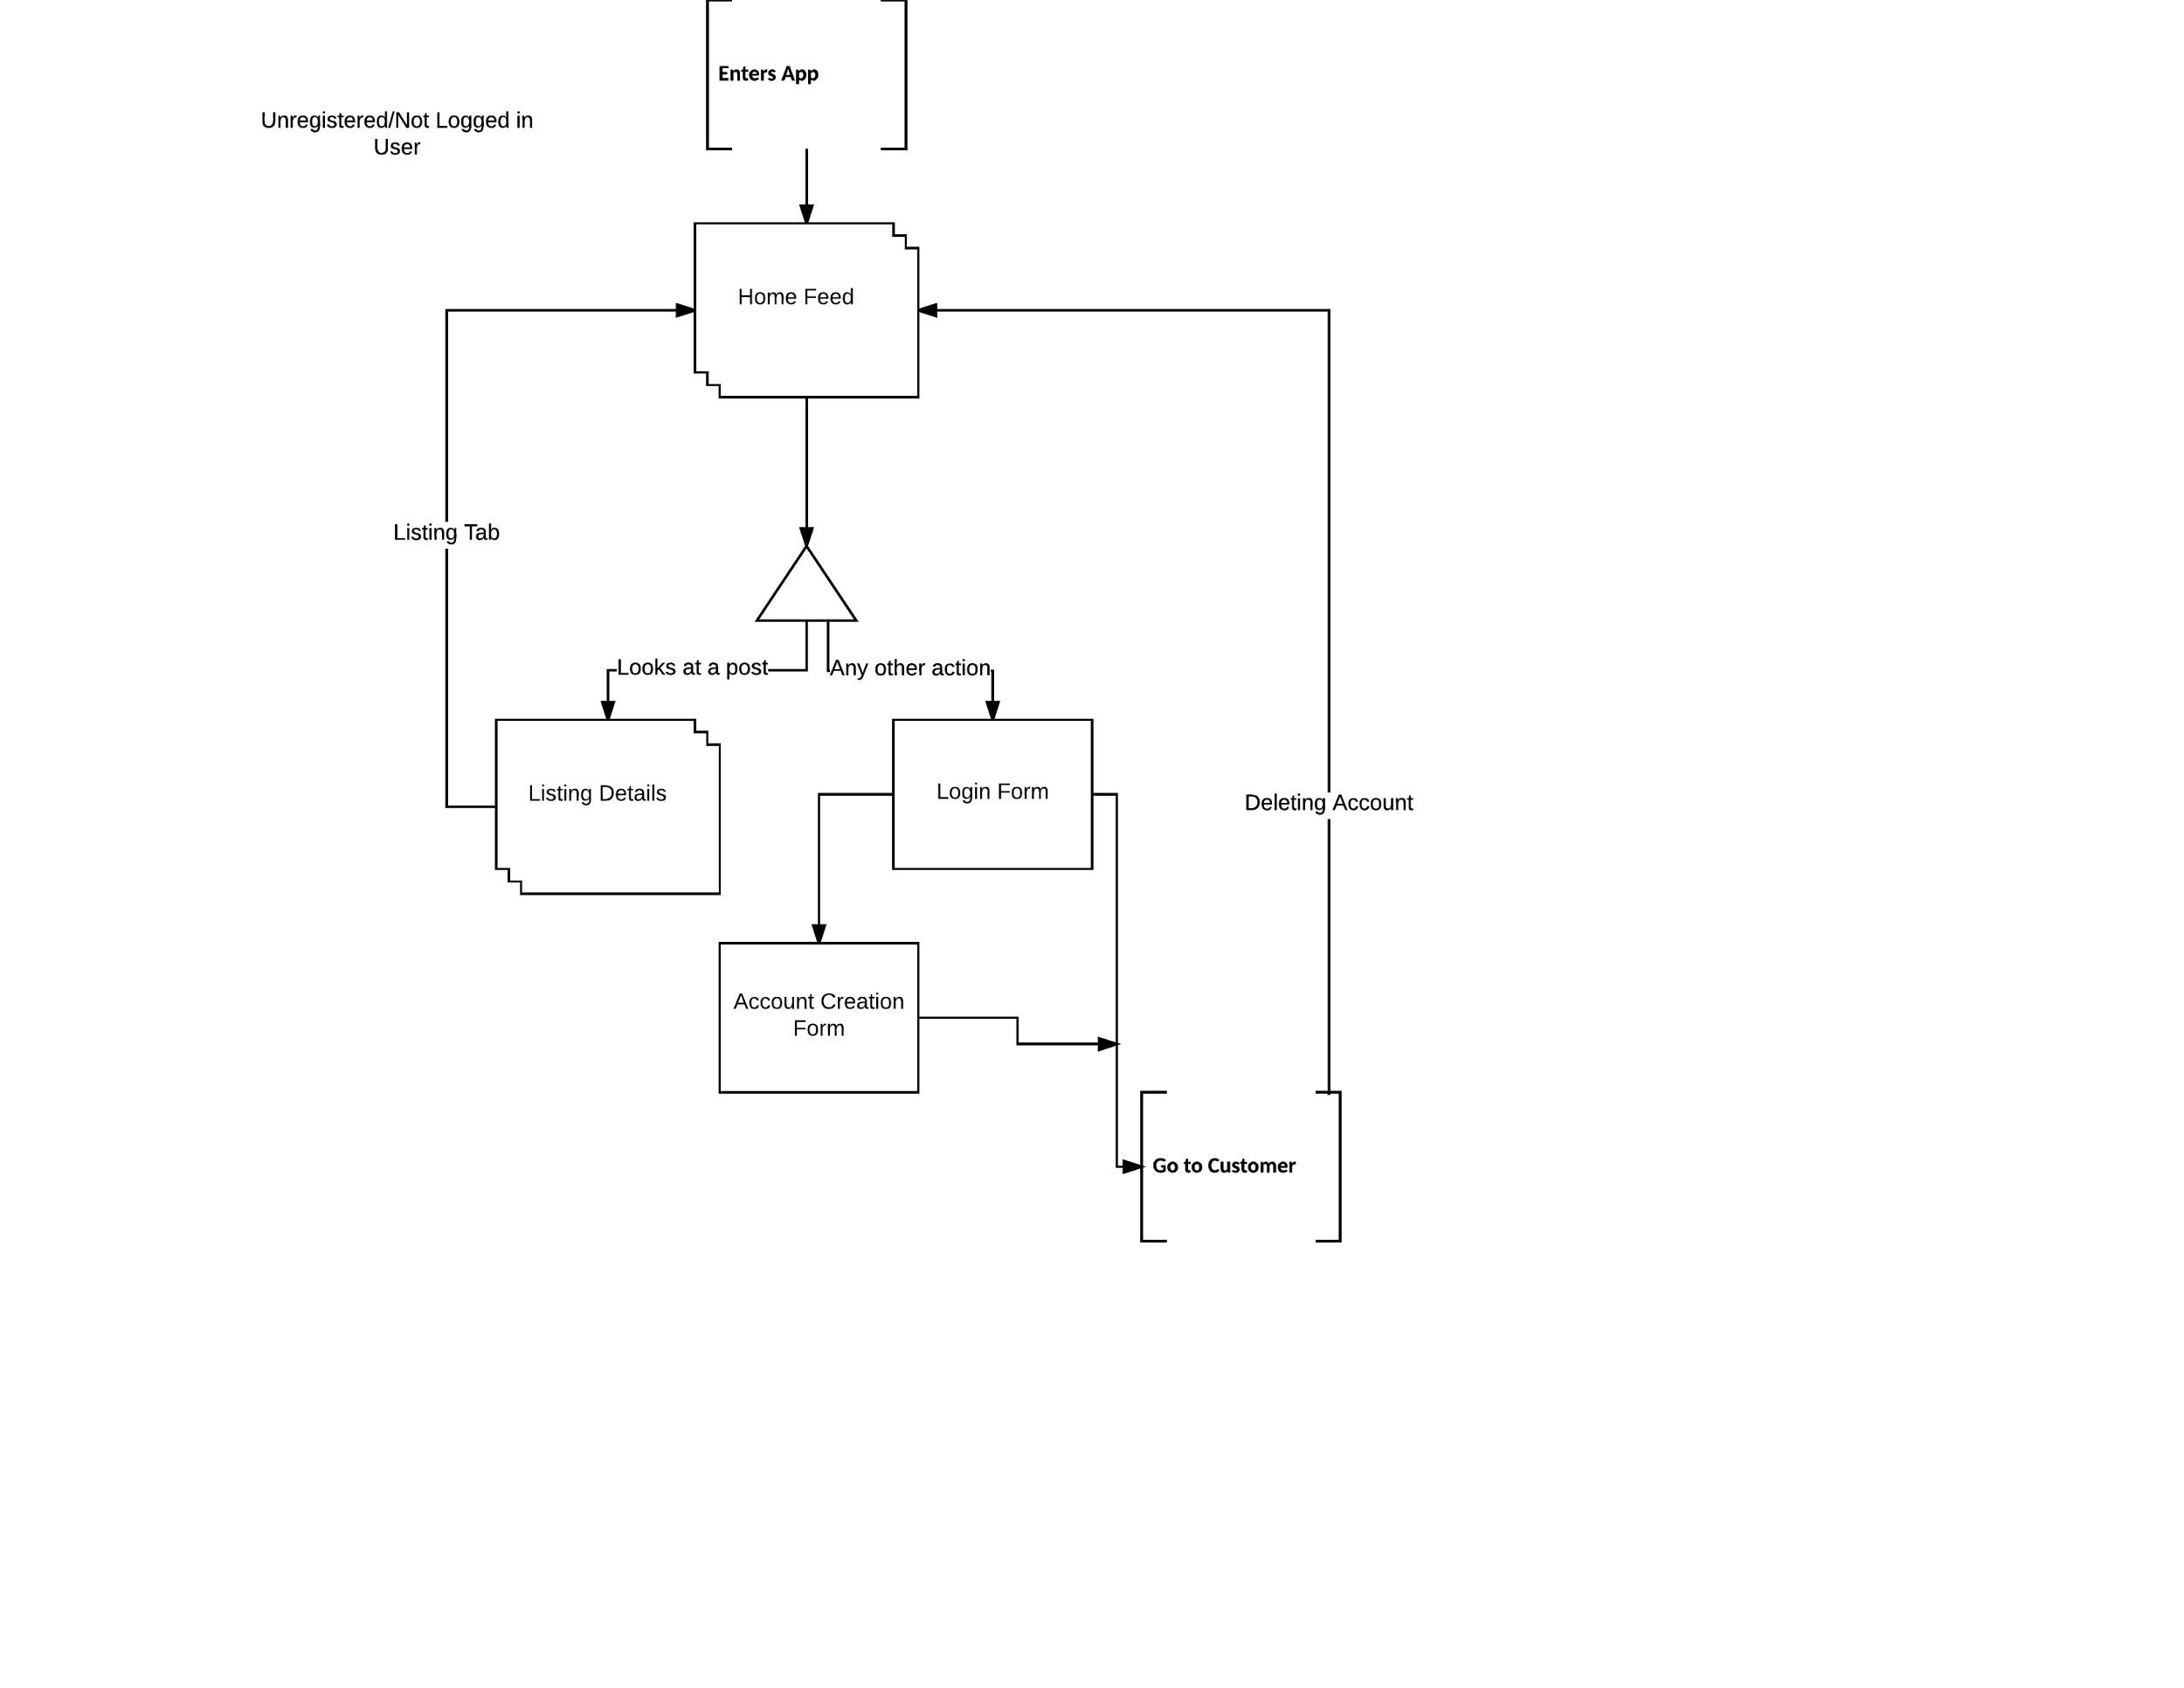 Enters App
Unregistered/Not Logged in
User
Home Feed
Listing Tab
Looks at a post
Any other action
Listing Details
Login Form
Deleting Account
Account Creation
Form
Go to Customer